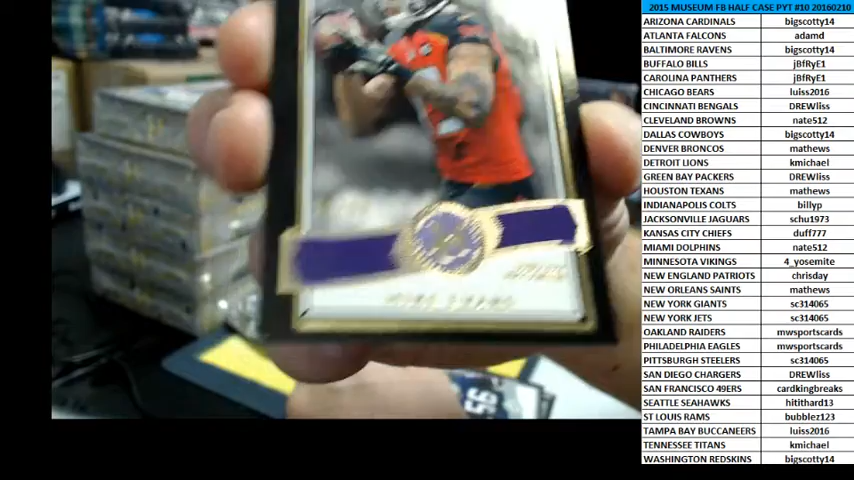 2015 MUSEUM FB HALF CASE PYT #10 20160210
ARIZONA CARDINALS bigscotty14
ATLANTA FALCONS adamd
BALTIMORE RAVENS bigscotty14
BUFFALO BILLS jBfRyE1
CAROLINA PANTHERS jBfRyE1
CHICAGO BEARS luiss2016
CINCINNATI BENGALS DREWliss
CLEVELAND BROWNS nate512
DALLAS COWBOYS bigscotty14
DENVER BRONCOS mathews
DETROIT LIONS kmichael
GREEN BAY PACKERS DREWliss
HOUSTON TEXANS mathews
INDIANAPOLIS COLTS billyp
JACKSONVILLE JAGUARS schu1973
KANSAS CITY CHIEFS duff777
MIAMI DOLPHINS nate512
MINNESOTA VIKINGS 4_yosemite
NEW ENGLAND PATRIOTS chrisday
NEW ORLEANS SAINTS mathews
NEW YORK GIANTS sc314065
NEW YORK JETS sc314065
OAKLAND RAIDERS mwsportscards
PHILADELPHIA EAGLES mwsportscards
PITTSBURGH STEELERS sc314065
SAN DIEGO CHARGERS DREWliss
SAN FRANCISCO 49ERS cardkingbreaks
SEATTLE SEAHAWKS hitithard13
ST LOUIS RAMS bubblez123
TAMPA BAY BUCCANEERS luiss2016
TENNESSEE TITANS kmichael
WASHINGTON REDSKINS bigscotty14
MIKE EVANS
56